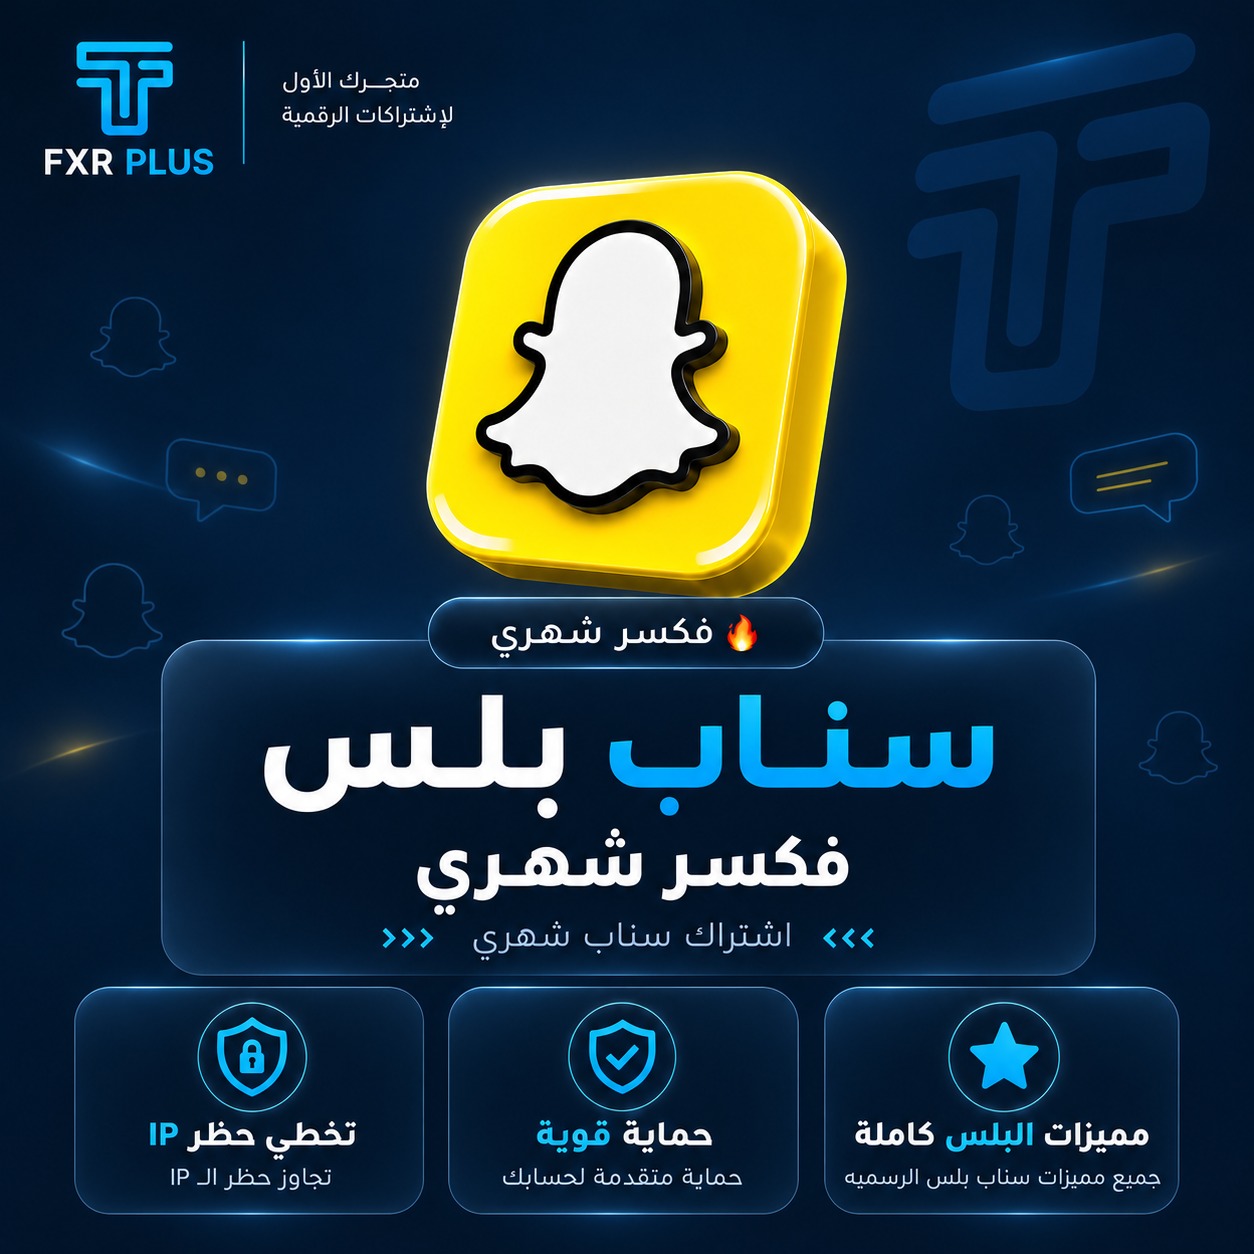 FXR PLUS
متجـــرك الأول
لإشتراكات الرقمية
🔥 فكسر شهري
سناب بلس
فكسر شهري
‹‹‹ اشتراك سناب شهري ›››
مميزات البلس كاملة
جميع مميزات سناب بلس الرسميه
حماية قوية
حماية متقدمة لحسابك
تخطي حظر IP
تجاوز حظر الـ IP